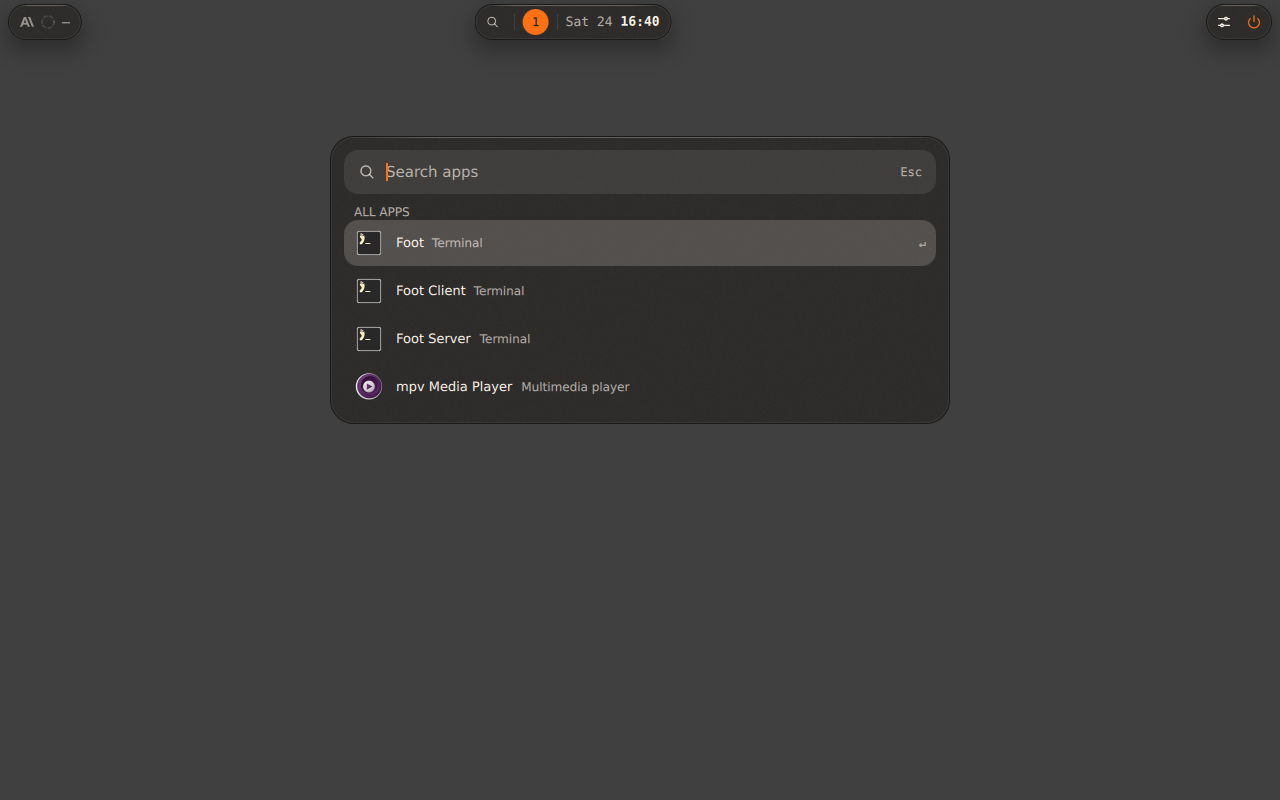 A\ –
1 Sat 24 16:40
Search apps Esc
ALL APPS
Foot Terminal ↵
Foot Client Terminal
Foot Server Terminal
mpv Media Player Multimedia player